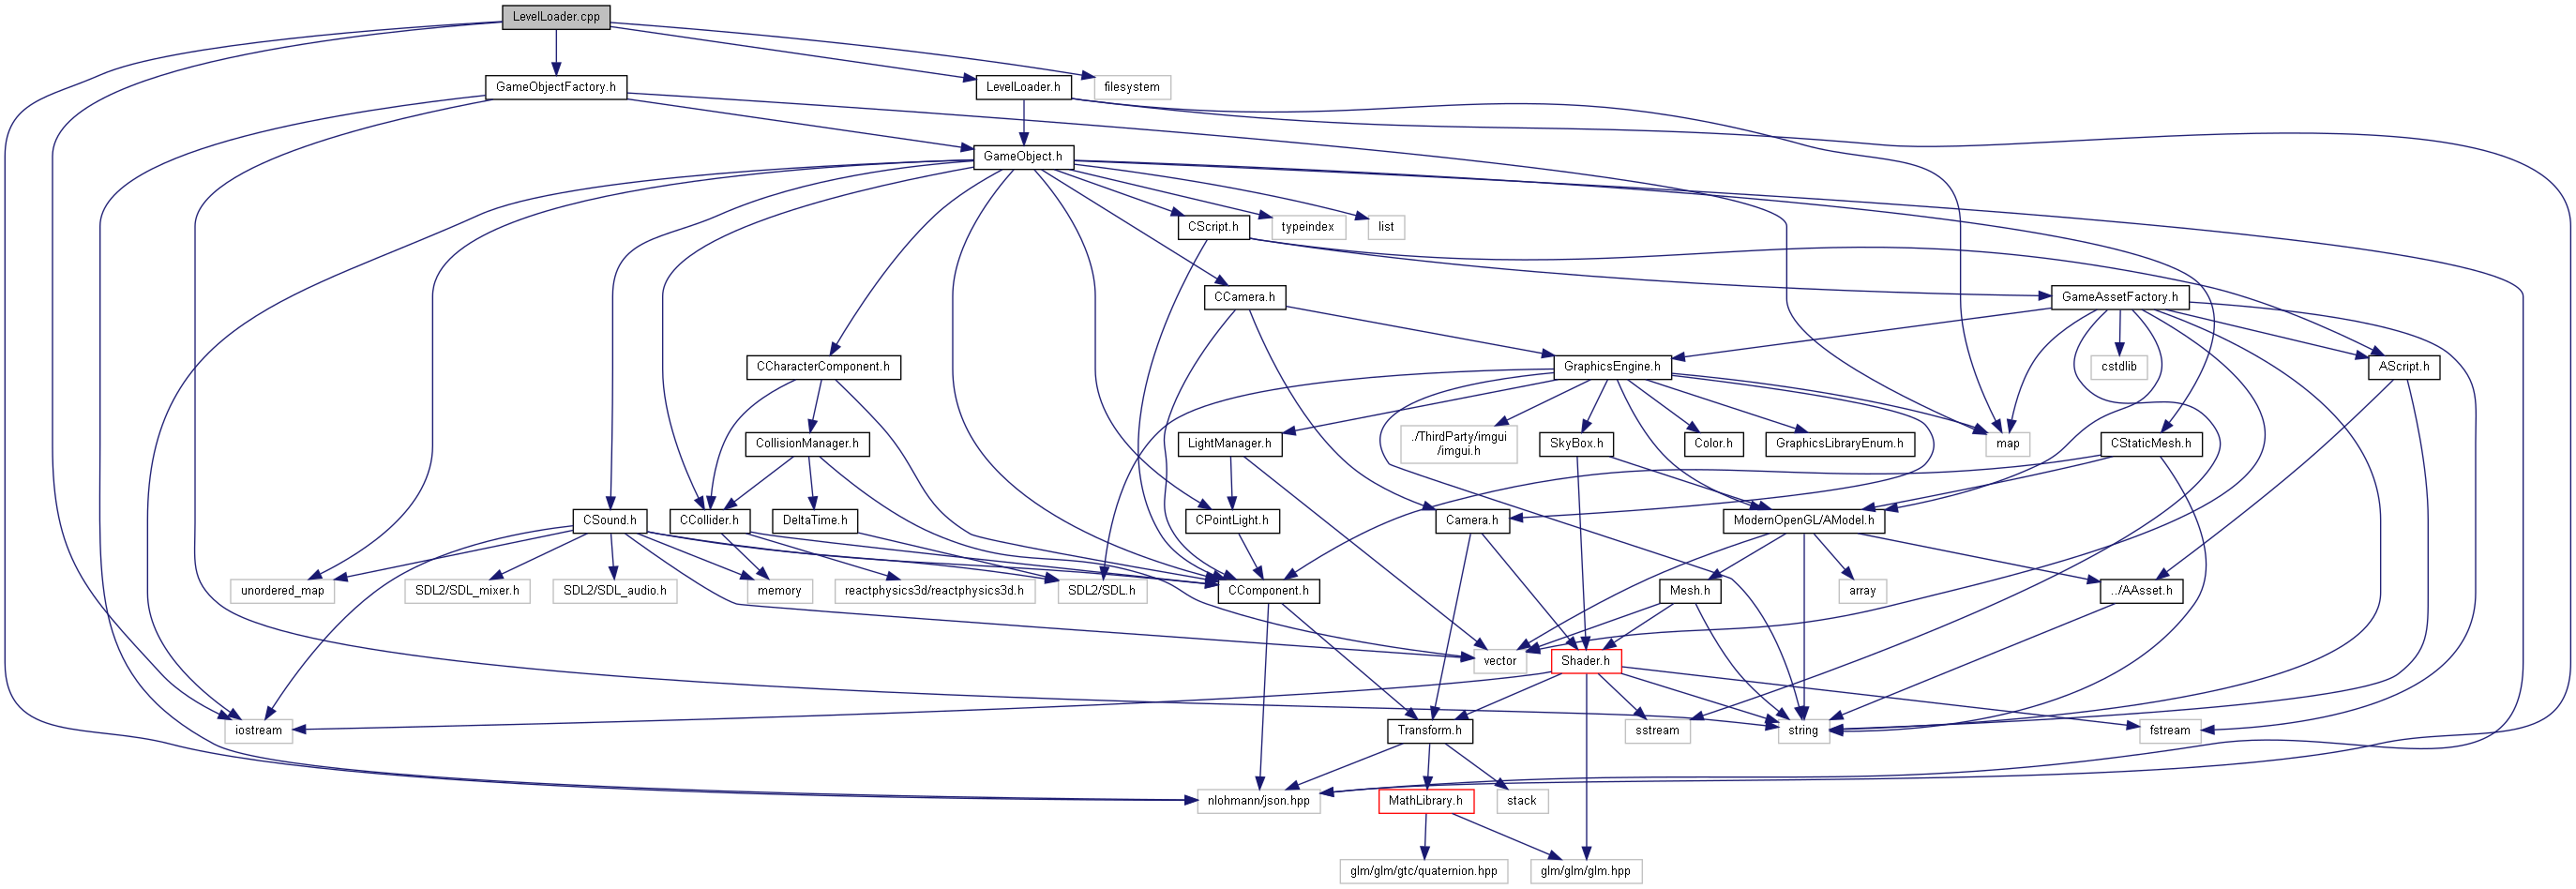 LevelLoader.cpp
GameObjectFactory.h
LevelLoader.h
filesystem
GameObject.h
CScript.h
typeindex
list
CCamera.h
GameAssetFactory.h
CCharacterComponent.h
GraphicsEngine.h
cstdlib
AScript.h
CollisionManager.h
LightManager.h
./ThirdParty/imgui
/imgui.h
SkyBox.h
Color.h
GraphicsLibraryEnum.h
map
CStaticMesh.h
CSound.h
CCollider.h
DeltaTime.h
CPointLight.h
Camera.h
ModernOpenGL/AModel.h
unordered_map
SDL2/SDL_mixer.h
SDL2/SDL_audio.h
memory
reactphysics3d/reactphysics3d.h
SDL2/SDL.h
CComponent.h
Mesh.h
array
../AAsset.h
vector
Shader.h
iostream
Transform.h
sstream
string
fstream
nlohmann/json.hpp
MathLibrary.h
stack
glm/glm/gtc/quaternion.hpp
glm/glm/glm.hpp